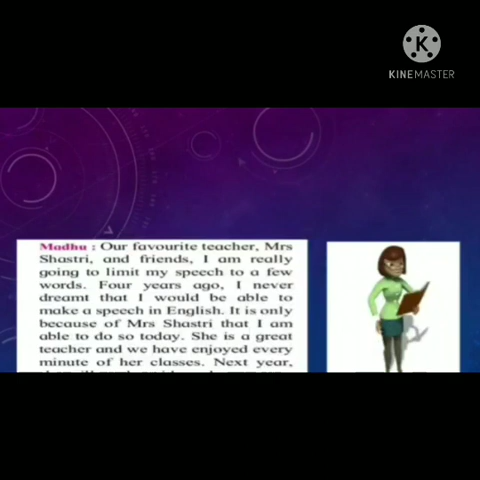 K
KINEMASTER
Madhu : Our favourite teacher, Mrs
Shastri, and friends, I am really
going to limit my speech to a few
words. Four years ago, I never
dreamt that I would be able to
make a speech in English. It is only
because of Mrs Shastri that I am
able to do so today. She is a great
teacher and we have enjoyed every
minute of her classes. Next year,